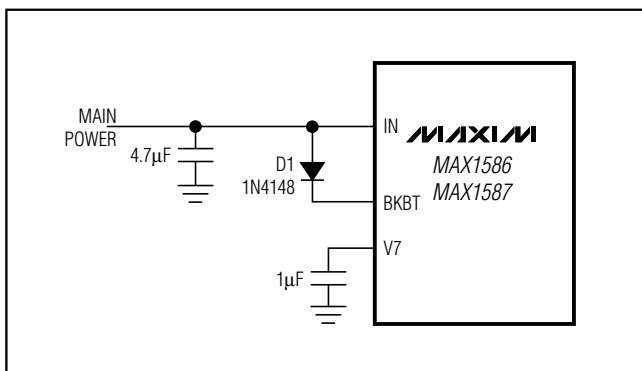 MAIN
POWER
4.7μF
D1
1N4148
IN
MAXIM
MAX1586
MAX1587
BKBT
V7
1μF